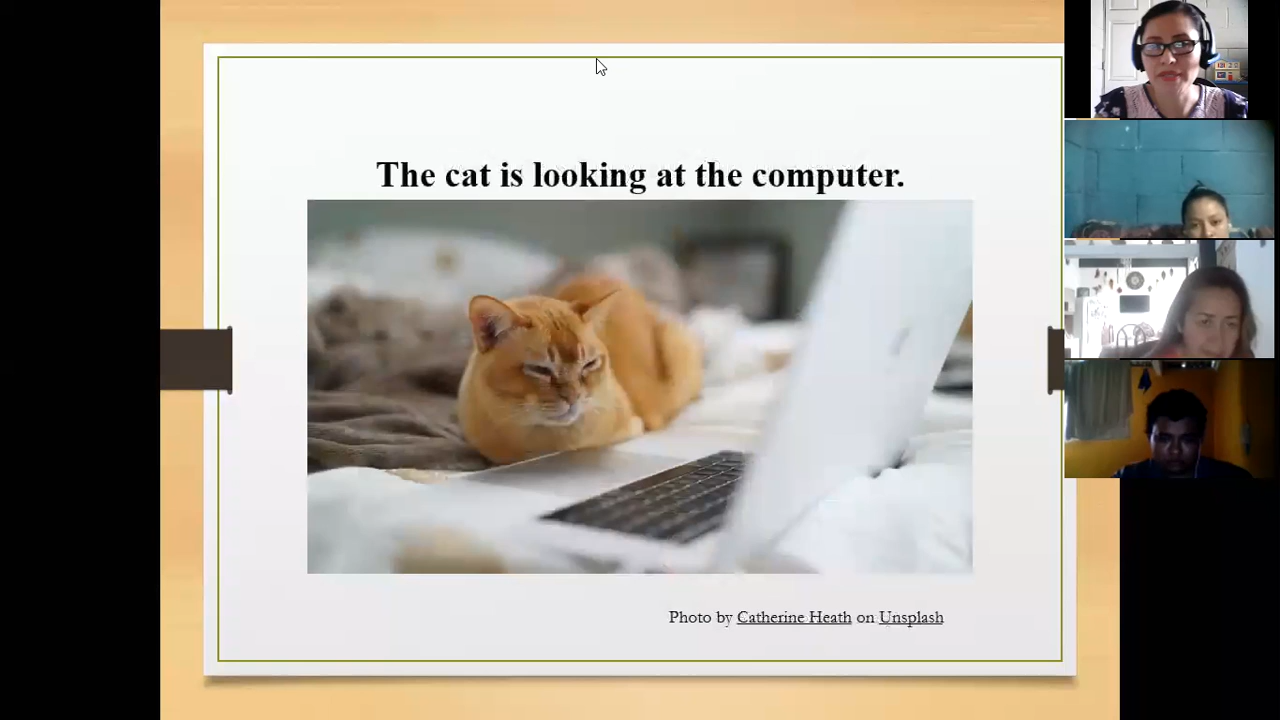 The cat is looking at the computer.
Photo by Catherine Heath on Unsplash